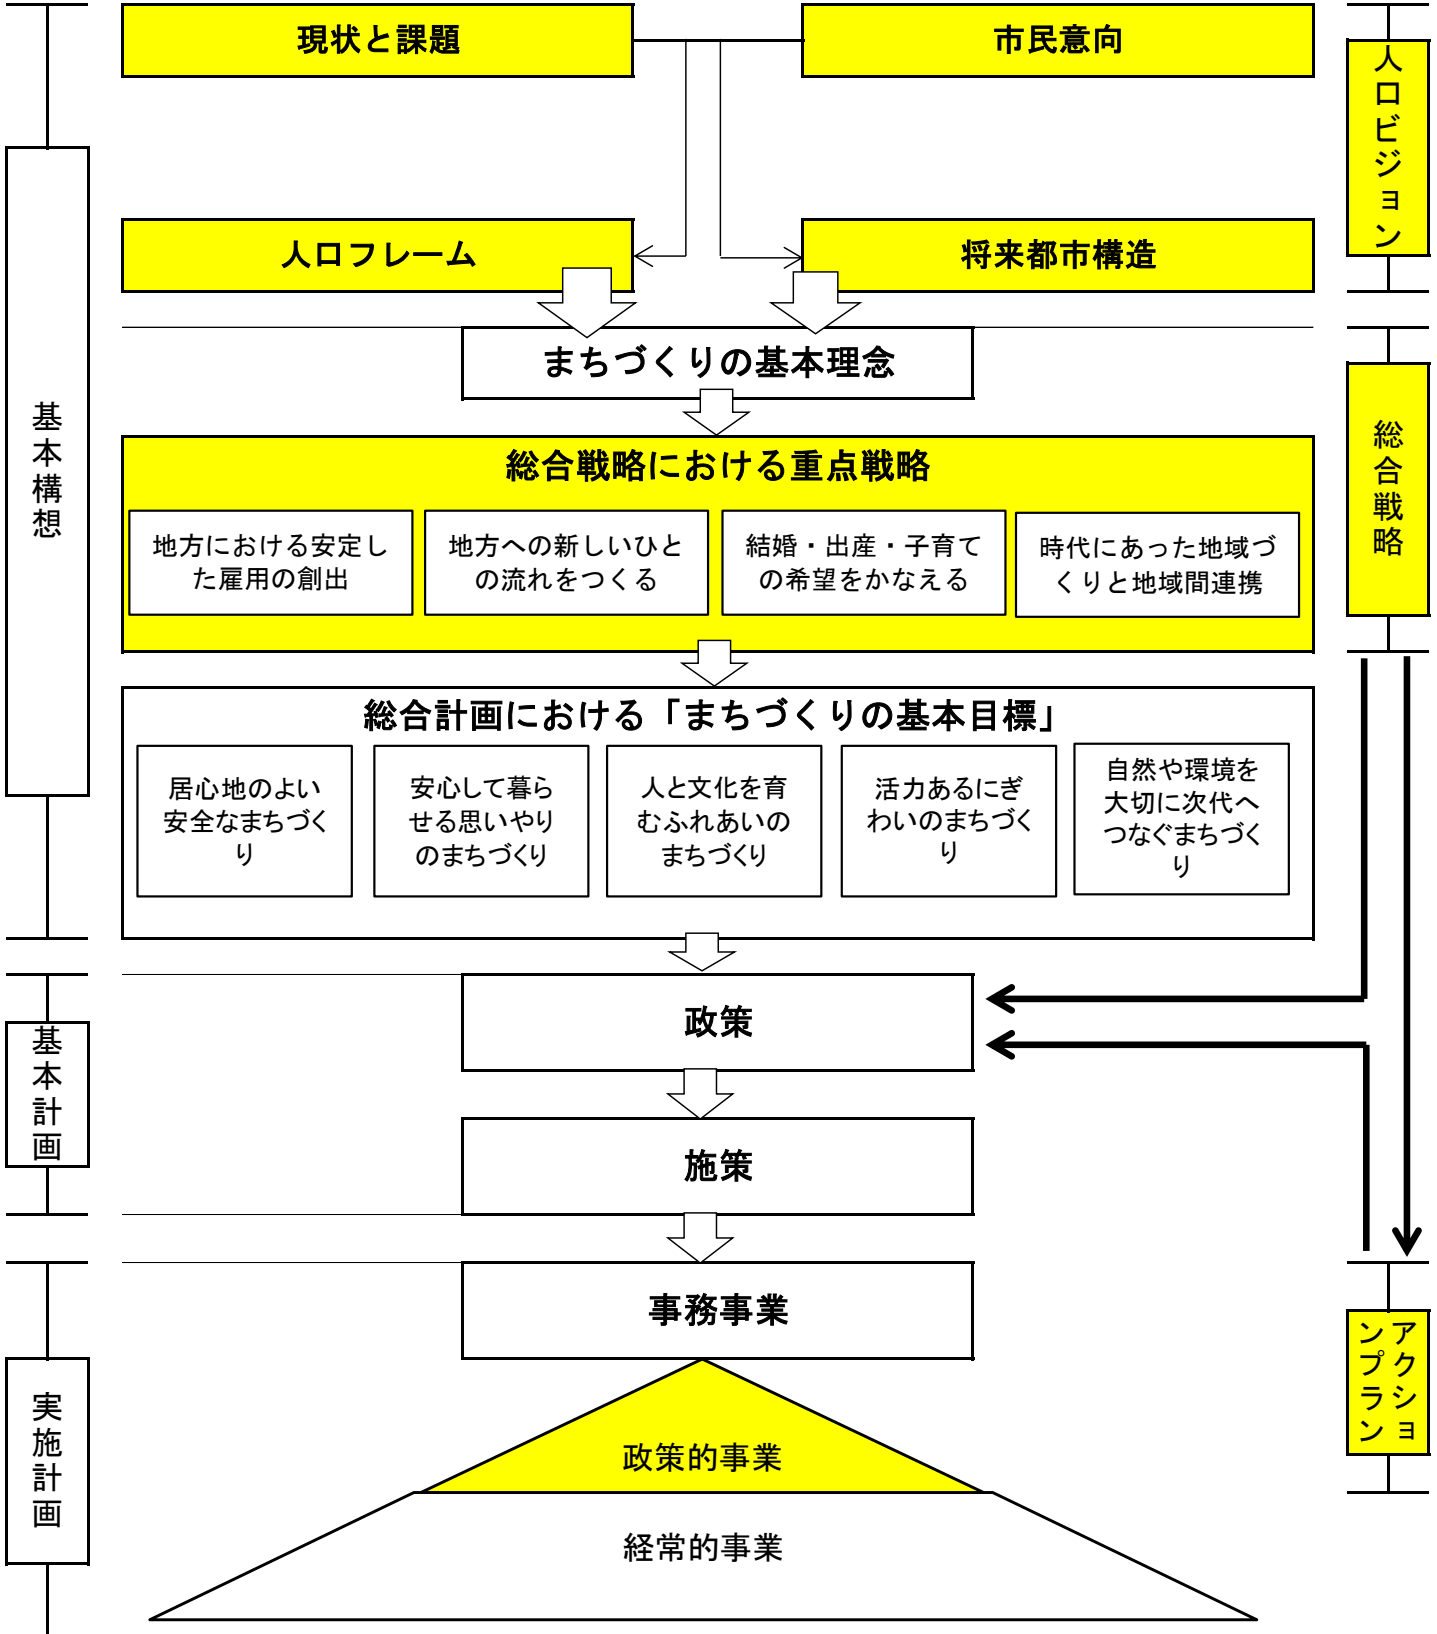 現状と課題
市民意向
人口ビジョン
人口フレーム
将来都市構造
まちづくりの基本理念
基本構想
総合戦略
総合戦略における重点戦略
地方における安定し
た雇用の創出
地方への新しいひと
の流れをつくる
結婚・出産・子育て
の希望をかなえる
時代にあった地域づ
くりと地域間連携
総合計画における「まちづくりの基本目標」
居心地のよい
安全なまちづく
り
安心して暮ら
せる思いやり
のまちづくり
人と文化を育
むふれあいの
まちづくり
活力あるにぎ
わいのまちづく
り
自然や環境を
大切に次代へ
つなぐまちづく
り
基本計画
政策
施策
事務事業
アクショ
ンプラン
実施計画
政策的事業
経常的事業